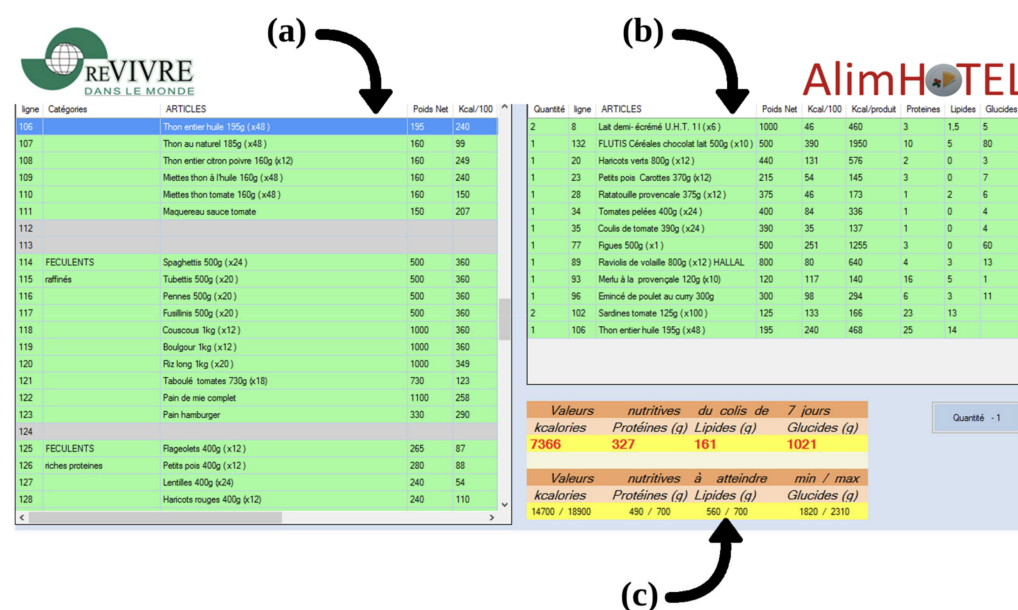 (a)
(b)
REVIVRE
DANS LE MONDE
AlimHOTEL
ligne Catégories ARTICLES Poids Net Kcal/100
106 Thon entier huile 195g (x48 ) 195 240
107 Thon au naturel 185g (x48 ) 160 99
108 Thon entier citron poivre 160g (x12) 160 249
109 Miettes thon à l'huile 160g (x48 ) 160 240
110 Miettes thon tomate 160g (x48 ) 160 150
111 Maquereau sauce tomate 150 207
112
113
114 FECULENTS Spaghettis 500g (x24 ) 500 360
115 raffinés Tubettis 500g (x20 ) 500 360
116 Pennes 500g (x20 ) 500 360
117 Fusillinis 500g (x20 ) 500 360
118 Couscous 1kg (x12 ) 1000 360
119 Boulgour 1kg (x12 ) 1000 360
120 Riz long 1kg (x20 ) 1000 349
121 Taboulé tomates 730g (x18) 730 123
122 Pain de mie complet 1100 258
123 Pain hamburger 330 290
124
125 FECULENTS Flageolets 400g (x12 ) 265 87
126 riches proteines Petits pois 400g (x12 ) 280 88
127 Lentilles 400g (x24) 240 54
128 Haricots rouges 400g (x12) 240 110
Quantité ligne ARTICLES Poids Net Kcal/100 Kcal/produit Proteines Lipides Glucides
2 8 Lait demi- écrémé U.H.T. 1 l (x6 ) 1000 46 460 3 1,5 5
1 132 FLUTIS Céréales chocolat lait 500g (x10 ) 500 390 1950 10 5 80
1 20 Haricots verts 800g (x12 ) 440 131 576 2 0 3
1 23 Petits pois Carottes 370g (x12) 215 54 145 3 0 7
1 28 Ratatouille provencale 375g (x12 ) 375 46 173 1 2 6
1 34 Tomates pelées 400g (x24 ) 400 84 336 1 0 4
1 35 Coulis de tomate 390g (x24 ) 390 35 137 1 0 4
1 77 Figues 500g (x1 ) 500 251 1255 3 0 60
1 89 Raviolis de volaille 800g (x12 ) HALLAL 800 80 640 4 3 13
1 93 Merlu à la provençale 120g (x10) 120 117 140 16 5 1
1 96 Emincé de poulet au curry 300g 300 98 294 6 3 11
2 102 Sardines tomate 125g (x100 ) 125 133 166 23 13
1 106 Thon entier huile 195g (x48 ) 195 240 468 25 14
Valeurs nutritives du colis de 7 jours
kcalories Protéines (g) Lipides (g) Glucides (g)
7366 327 161 1021
Quantité - 1
Valeurs nutritives à atteindre min / max
kcalories Protéines (g) Lipides (g) Glucides (g)
14700 / 18900 490 / 700 560 / 700 1820 / 2310
(c)